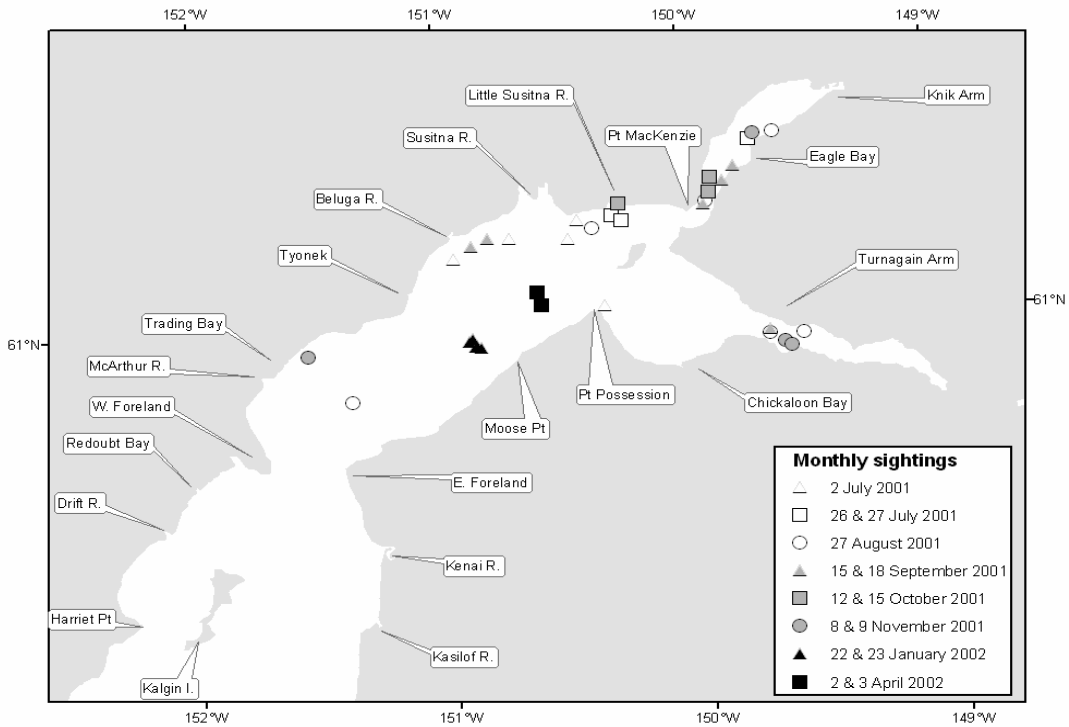 152°W 151°W 150°W 149°W
Little Susitna R.
Knik Arm
Pt MacKenzie
Susitna R.
Eagle Bay
Beluga R.
Tyonek
Turnagain Arm
61°N
Trading Bay
61°N
McArthur R.
Pt Possession
Chickaloon Bay
W. Foreland
Moose Pt
Redoubt Bay
E. Foreland
Drift R.
Kenai R.
Harriet Pt
Kasilof R.
Kalgin I.
Monthly sightings
2 July 2001
26 & 27 July 2001
27 August 2001
15 & 18 September 2001
12 & 15 October 2001
8 & 9 November 2001
22 & 23 January 2002
2 & 3 April 2002
152°W 151°W 150°W 149°W